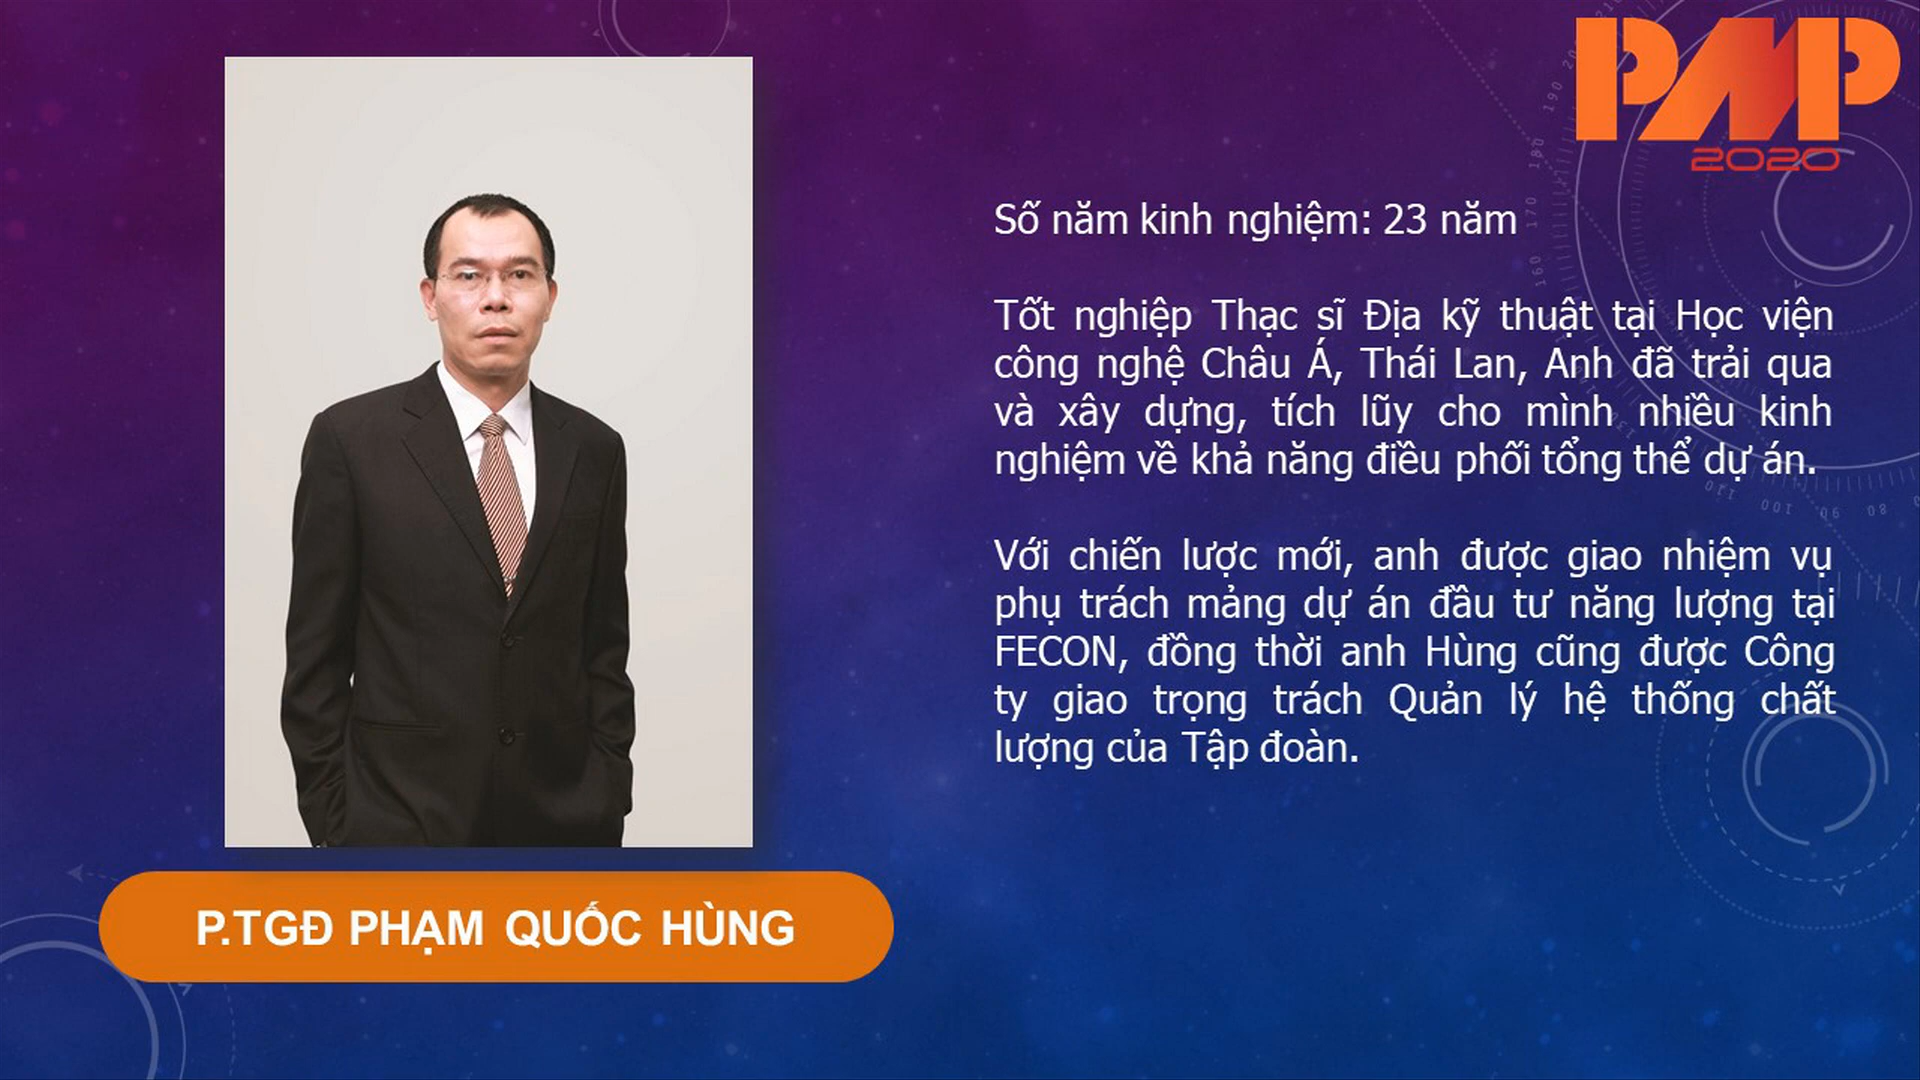 PMP
2020
Số năm kinh nghiệm: 23 năm
Tốt nghiệp Thạc sĩ Địa kỹ thuật tại Học viện
công nghệ Châu Á, Thái Lan, Anh đã trải qua
và xây dựng, tích lũy cho mình nhiều kinh
nghiệm về khả năng điều phối tổng thể dự án.
Với chiến lược mới, anh được giao nhiệm vụ
phụ trách mảng dự án đầu tư năng lượng tại
FECON, đồng thời anh Hùng cũng được Công
ty giao trọng trách Quản lý hệ thống chất
lượng của Tập đoàn.
P.TGĐ PHẠM QUỐC HÙNG